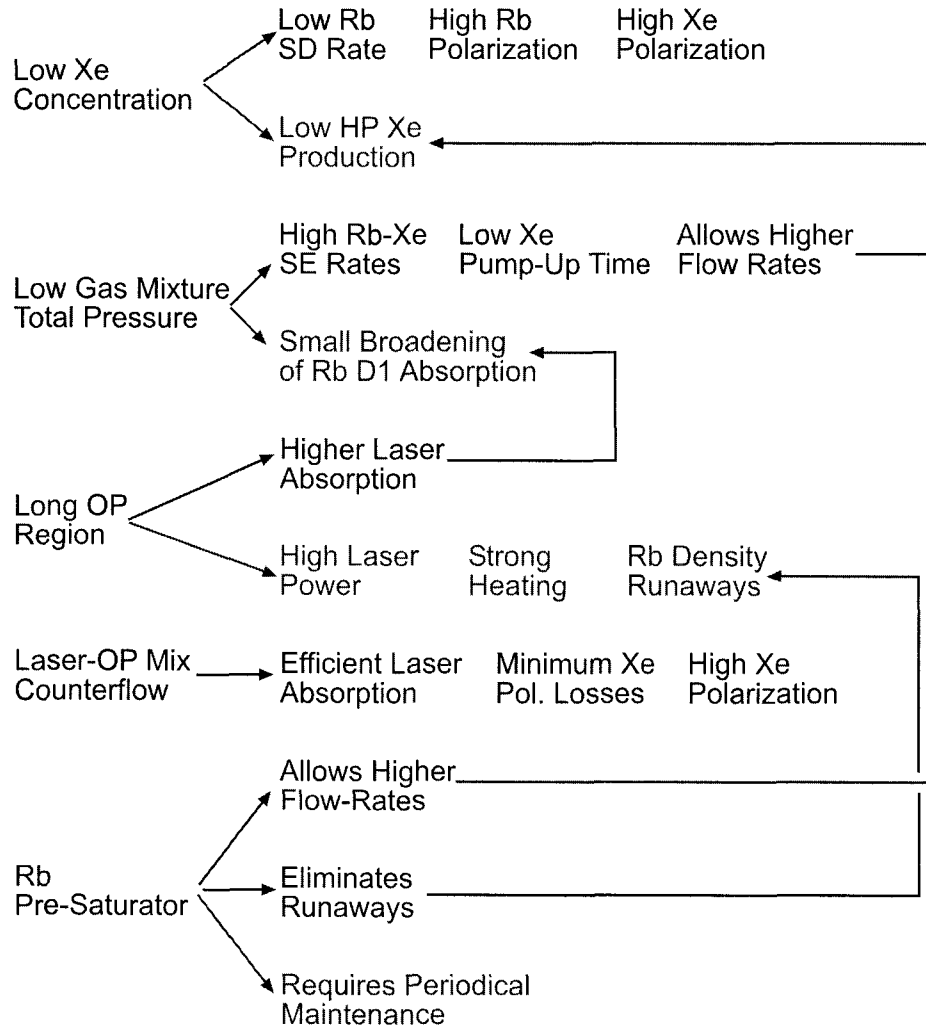 Low Xe
Concentration
Low Rb
SD Rate
High Rb
Polarization
High Xe
Polarization
Low HP Xe
Production
Low Gas Mixture
Total Pressure
High Rb-Xe
SE Rates
Low Xe
Pump-Up Time
Allows Higher
Flow Rates
Small Broadening
of Rb D1 Absorption
Long OP
Region
Higher Laser
Absorption
High Laser
Power
Strong
Heating
Rb Density
Runaways
Laser-OP Mix
Counterflow
Efficient Laser
Absorption
Minimum Xe
Pol. Losses
High Xe
Polarization
Rb
Pre-Saturator
Allows Higher
Flow-Rates
Eliminates
Runaways
Requires Periodical
Maintenance